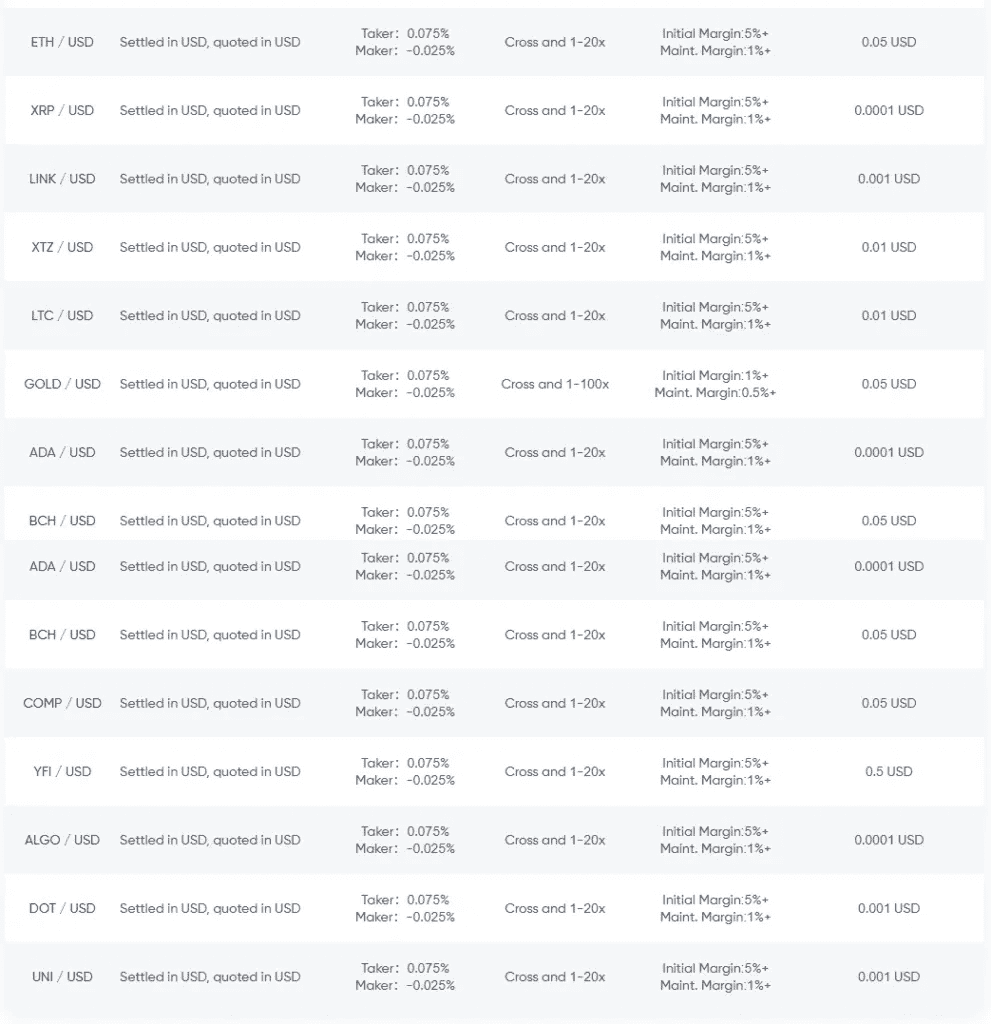 ETH / USD Settled in USD, quoted in USD Taker: 0.075% Maker: -0.025% Cross and 1-20x Initial Margin:5%+ Maint. Margin:1%+ 0.05 USD
XRP / USD Settled in USD, quoted in USD Taker: 0.075% Maker: -0.025% Cross and 1-20x Initial Margin:5%+ Maint. Margin:1%+ 0.0001 USD
LINK / USD Settled in USD, quoted in USD Taker: 0.075% Maker: -0.025% Cross and 1-20x Initial Margin:5%+ Maint. Margin:1%+ 0.001 USD
XTZ / USD Settled in USD, quoted in USD Taker: 0.075% Maker: -0.025% Cross and 1-20x Initial Margin:5%+ Maint. Margin:1%+ 0.01 USD
LTC / USD Settled in USD, quoted in USD Taker: 0.075% Maker: -0.025% Cross and 1-20x Initial Margin:5%+ Maint. Margin:1%+ 0.01 USD
GOLD / USD Settled in USD, quoted in USD Taker: 0.075% Maker: -0.025% Cross and 1-100x Initial Margin:1%+ Maint. Margin:0.5%+ 0.05 USD
ADA / USD Settled in USD, quoted in USD Taker: 0.075% Maker: -0.025% Cross and 1-20x Initial Margin:5%+ Maint. Margin:1%+ 0.0001 USD
BCH / USD Settled in USD, quoted in USD Taker: 0.075% Maker: -0.025% Cross and 1-20x Initial Margin:5%+ Maint. Margin:1%+ 0.05 USD
ADA / USD Settled in USD, quoted in USD Taker: 0.075% Maker: -0.025% Cross and 1-20x Initial Margin:5%+ Maint. Margin:1%+ 0.0001 USD
BCH / USD Settled in USD, quoted in USD Taker: 0.075% Maker: -0.025% Cross and 1-20x Initial Margin:5%+ Maint. Margin:1%+ 0.05 USD
COMP / USD Settled in USD, quoted in USD Taker: 0.075% Maker: -0.025% Cross and 1-20x Initial Margin:5%+ Maint. Margin:1%+ 0.05 USD
YFI / USD Settled in USD, quoted in USD Taker: 0.075% Maker: -0.025% Cross and 1-20x Initial Margin:5%+ Maint. Margin:1%+ 0.5 USD
ALGO / USD Settled in USD, quoted in USD Taker: 0.075% Maker: -0.025% Cross and 1-20x Initial Margin:5%+ Maint. Margin:1%+ 0.0001 USD
DOT / USD Settled in USD, quoted in USD Taker: 0.075% Maker: -0.025% Cross and 1-20x Initial Margin:5%+ Maint. Margin:1%+ 0.001 USD
UNI / USD Settled in USD, quoted in USD Taker: 0.075% Maker: -0.025% Cross and 1-20x Initial Margin:5%+ Maint. Margin:1%+ 0.001 USD